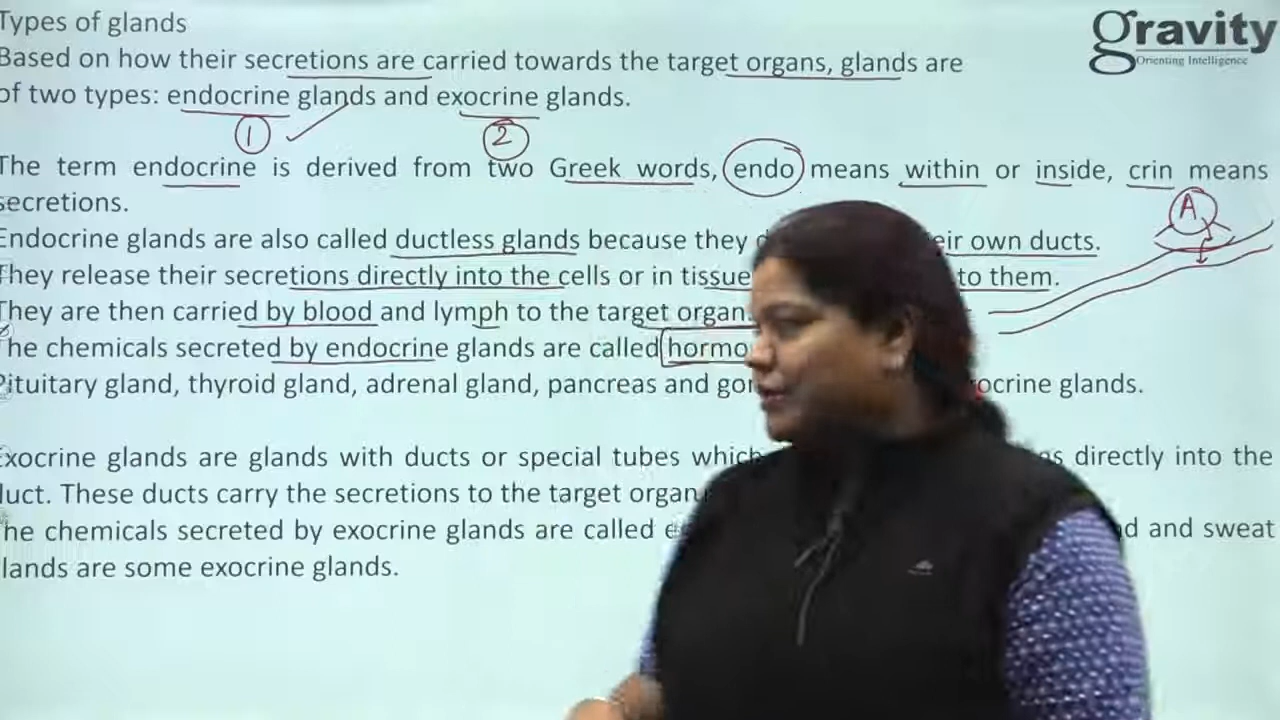 Types of glands
gravity
Orienting Intelligence
Based on how their secretions are carried towards the target organs, glands are
of two types: endocrine glands and exocrine glands.
1 2
The term endocrine is derived from two Greek words, endo means within or inside, crin means
secretions.
A
Endocrine glands are also called ductless glands because they own ducts.
They release their secretions directly into the cells or in to them.
They are then carried by blood and lymph to the target organ
The chemicals secreted by endocrine glands are called
Pituitary gland, thyroid gland, adrenal gland, pancreas and glands.
Exocrine glands are glands with ducts or special tubes directly into the
duct. These ducts carry the secretions to the target
The chemicals secreted by exocrine glands are called and sweat
glands are some exocrine glands.